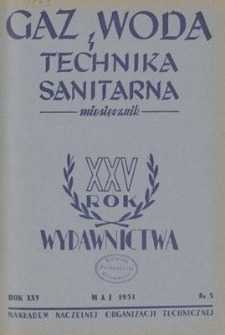 GAZ, WODA
TECHNIKA
SANITARNA
miesięcznik
XXV
ROK
WYDAWNICTWA
ROK XXV MAJ 1951 Nr 5
NAKŁADEM NACZELNEJ ORGANIZACJI TECHNICZNEJ